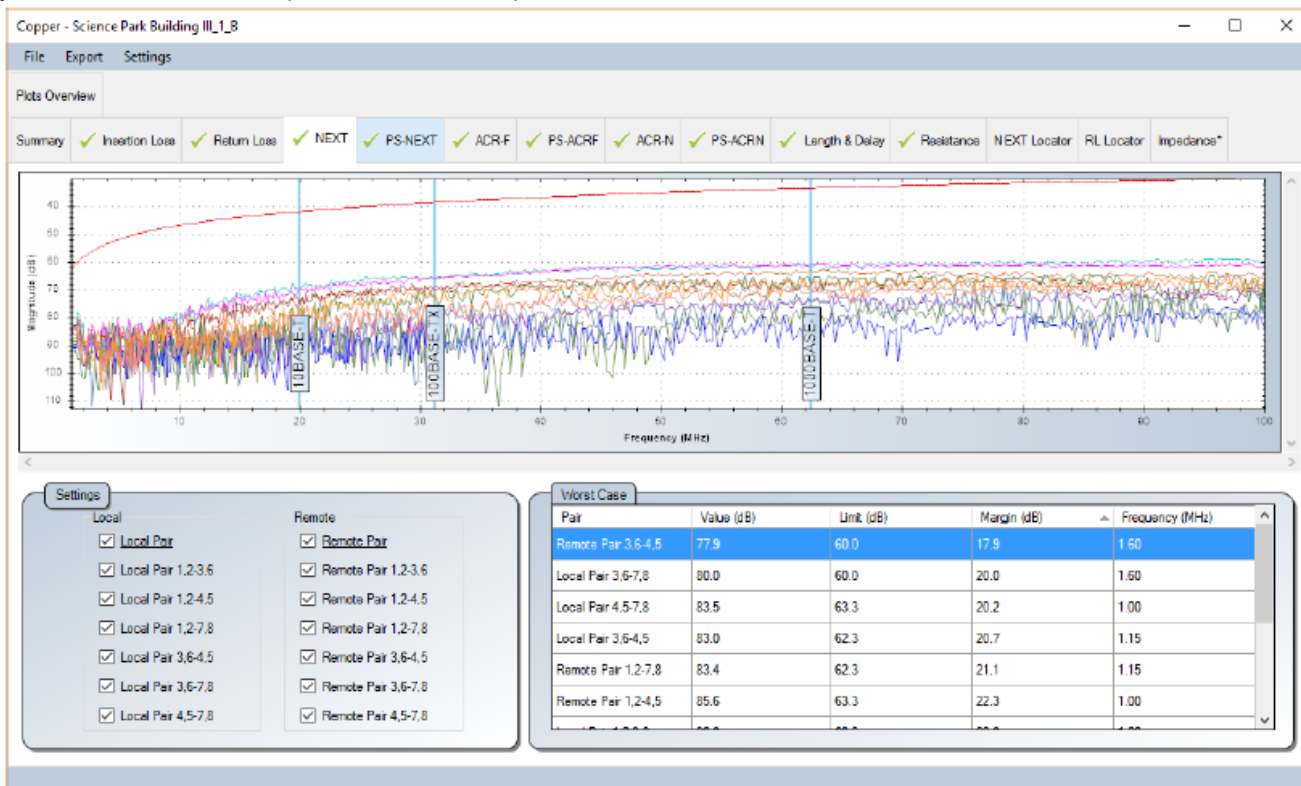 Copper - Science Park Building III_1_B
File Export Settings
Plots Overview
Summary Insertion Loss Return Loss NEXT PS-NEXT ACR-F PS-ACRF ACR-N PS-ACRN Length & Delay Resistance NEXT Locator RL Locator Impedance*
Magnitude (dB)
40
50
60
70
80
90
100
110
10BASE-T
100BASE-TX
1000BASE-T
10 20 30 40 50 60 70 80 90 100
Frequency (MHz)
Settings
Local Remote
Local Pair Remote Pair
Local Pair 1,2-3,6 Remote Pair 1,2-3,6
Local Pair 1,2-4,5 Remote Pair 1,2-4,5
Local Pair 1,2-7,8 Remote Pair 1,2-7,8
Local Pair 3,6-4,5 Remote Pair 3,6-4,5
Local Pair 3,6-7,8 Remote Pair 3,6-7,8
Local Pair 4,5-7,8 Remote Pair 4,5-7,8
Worst Case
Pair Value (dB) Limit (dB) Margin (dB) Frequency (MHz)
Remote Pair 3,6-4,5 77.9 60.0 17.9 1.60
Local Pair 3,6-7,8 80.0 60.0 20.0 1.60
Local Pair 4,5-7,8 83.5 63.3 20.2 1.00
Local Pair 3,6-4,5 83.0 62.3 20.7 1.15
Remote Pair 1,2-7,8 83.4 62.3 21.1 1.15
Remote Pair 1,2-4,5 85.6 63.3 22.3 1.00